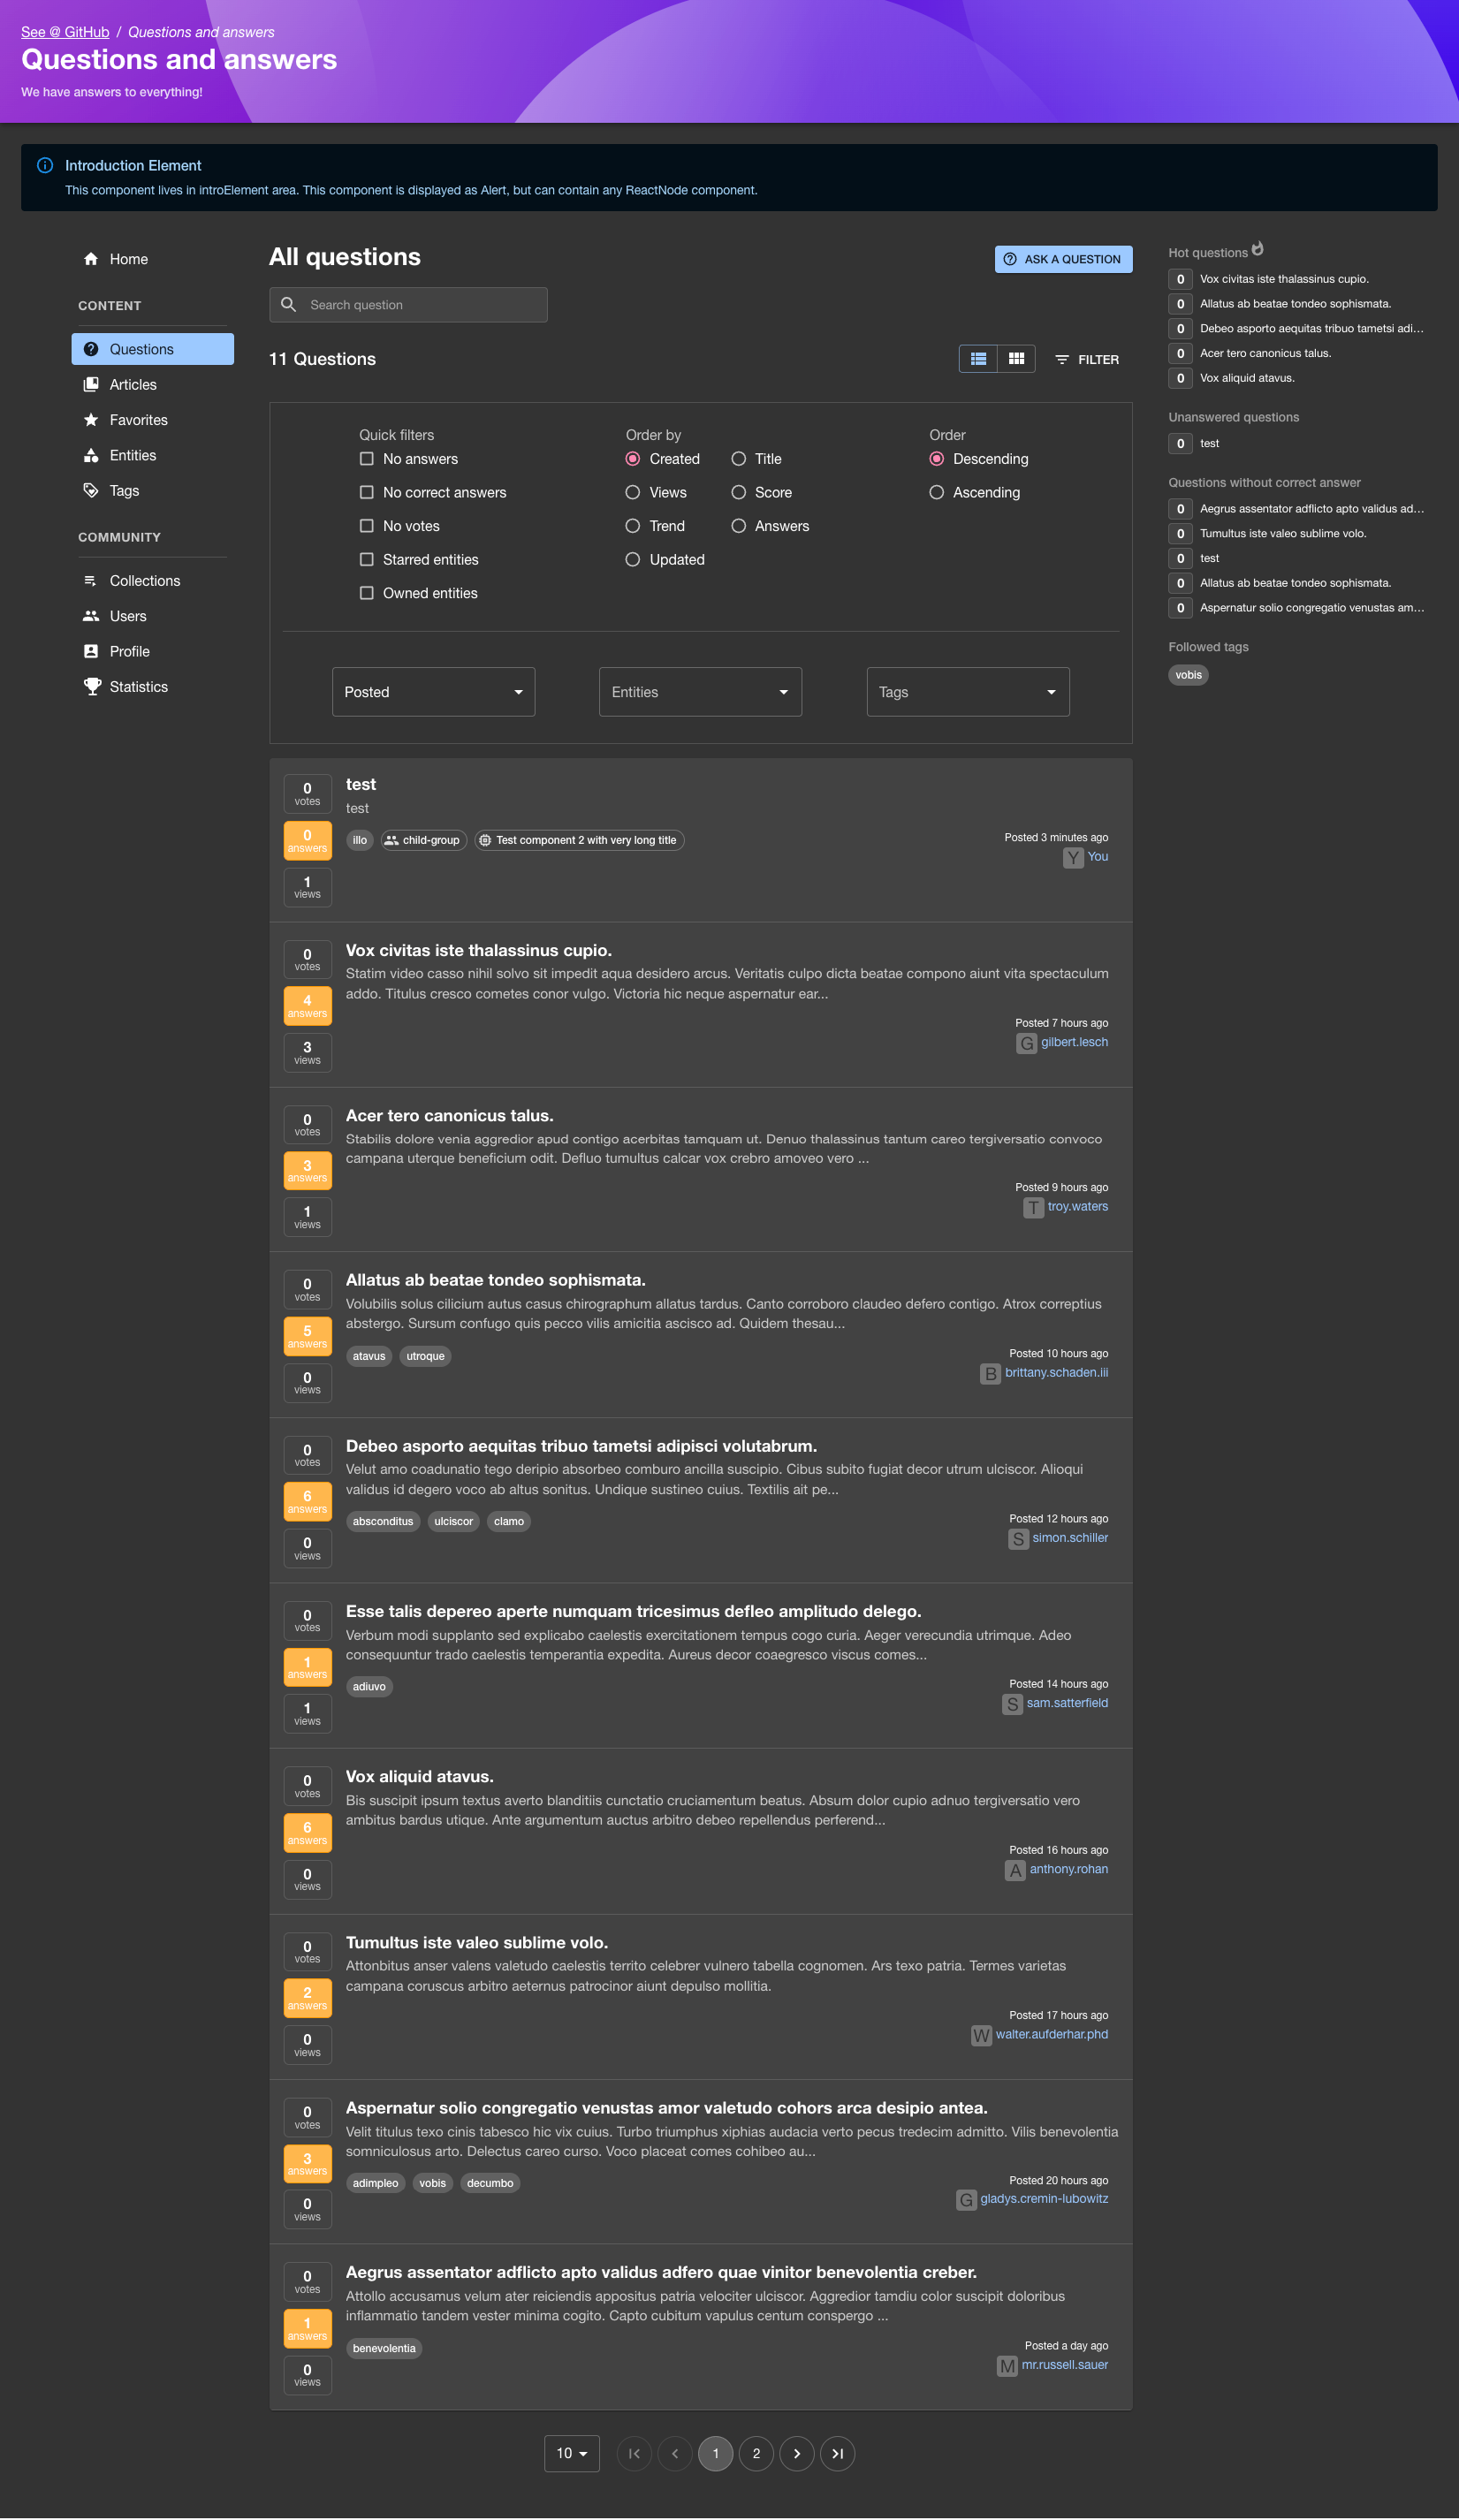 See @ GitHub / Questions and answers
Questions and answers
We have answers to everything!
Introduction Element
This component lives in introElement area. This component is displayed as Alert, but can contain any ReactNode component.
Home
CONTENT
Questions
Articles
Favorites
Entities
Tags
COMMUNITY
Collections
Users
Profile
Statistics
All questions
ASK A QUESTION
Search question
11 Questions
FILTER
Quick filters
No answers
No correct answers
No votes
Starred entities
Owned entities
Order by
Created
Title
Views
Score
Trend
Answers
Updated
Order
Descending
Ascending
Posted
Entities
Tags
0
votes
0
answers
1
views
test
test
illo child-group Test component 2 with very long title
Posted 3 minutes ago
Y You
0
votes
4
answers
3
views
Vox civitas iste thalassinus cupio.
Statim video casso nihil solvo sit impedit aqua desidero arcus. Veritatis culpo dicta beatae compono aiunt vita spectaculum
addo. Titulus cresco cometes conor vulgo. Victoria hic neque aspernatur ear...
Posted 7 hours ago
G gilbert.lesch
0
votes
3
answers
1
views
Acer tero canonicus talus.
Stabilis dolore venia aggredior apud contigo acerbitas tamquam ut. Denuo thalassinus tantum careo tergiversatio convoco
campana uterque beneficium odit. Defluo tumultus calcar vox crebro amoveo vero ...
Posted 9 hours ago
T troy.waters
0
votes
5
answers
0
views
Allatus ab beatae tondeo sophismata.
Volubilis solus cilicium autus casus chirographum allatus tardus. Canto corroboro claudeo defero contigo. Atrox correptius
abstergo. Sursum confugo quis pecco vilis amicitia ascisco ad. Quidem thesau...
atavus utroque
Posted 10 hours ago
B brittany.schaden.iii
0
votes
6
answers
0
views
Debeo asporto aequitas tribuo tametsi adipisci volutabrum.
Velut amo coadunatio tego deripio absorbeo comburo ancilla suscipio. Cibus subito fugiat decor utrum ulciscor. Alioqui
validus id degero voco ab altus sonitus. Undique sustineo cuius. Textilis ait pe...
absconditus ulciscor clamo
Posted 12 hours ago
S simon.schiller
0
votes
1
answers
1
views
Esse talis depereo aperte numquam tricesimus defleo amplitudo delego.
Verbum modi supplanto sed explicabo caelestis exercitationem tempus cogo curia. Aeger verecundia utrimque. Adeo
consequuntur trado caelestis temperantia expedita. Aureus decor coaegresco viscus comes...
adiuvo
Posted 14 hours ago
S sam.satterfield
0
votes
6
answers
0
views
Vox aliquid atavus.
Bis suscipit ipsum textus averto blanditiis cunctatio cruciamentum beatus. Absum dolor cupio adnuo tergiversatio vero
ambitus bardus utique. Ante argumentum auctus arbitro debeo repellendus perferend...
Posted 16 hours ago
A anthony.rohan
0
votes
2
answers
0
views
Tumultus iste valeo sublime volo.
Attonbitus anser valens valetudo caelestis territo celebrer vulnero tabella cognomen. Ars texo patria. Termes varietas
campana coruscus arbitro aeternus patrocinor aiunt depulso mollitia.
Posted 17 hours ago
W walter.aufderhar.phd
0
votes
3
answers
0
views
Aspernatur solio congregatio venustas amor valetudo cohors arca desipio antea.
Velit titulus texo cinis tabesco hic vix cuius. Turbo triumphus xiphias audacia verto pecus tredecim admitto. Vilis benevolentia
somniculosus arto. Delectus careo curso. Voco placeat comes cohibeo au...
adimpleo vobis decumbo
Posted 20 hours ago
G gladys.cremin-lubowitz
0
votes
1
answers
0
views
Aegrus assentator adflicto apto validus adfero quae vinitor benevolentia creber.
Attollo accusamus velum ater reiciendis appositus patria velociter ulciscor. Aggredior tamdiu color suscipit doloribus
inflammatio tandem vester minima cogito. Capto cubitum vapulus centum conspergo ...
benevolentia
Posted a day ago
M mr.russell.sauer
10
1
2
Hot questions
0 Vox civitas iste thalassinus cupio.
0 Allatus ab beatae tondeo sophismata.
0 Debeo asporto aequitas tribuo tametsi adi...
0 Acer tero canonicus talus.
0 Vox aliquid atavus.
Unanswered questions
0 test
Questions without correct answer
0 Aegrus assentator adflicto apto validus ad...
0 Tumultus iste valeo sublime volo.
0 test
0 Allatus ab beatae tondeo sophismata.
0 Aspernatur solio congregatio venustas am...
Followed tags
vobis